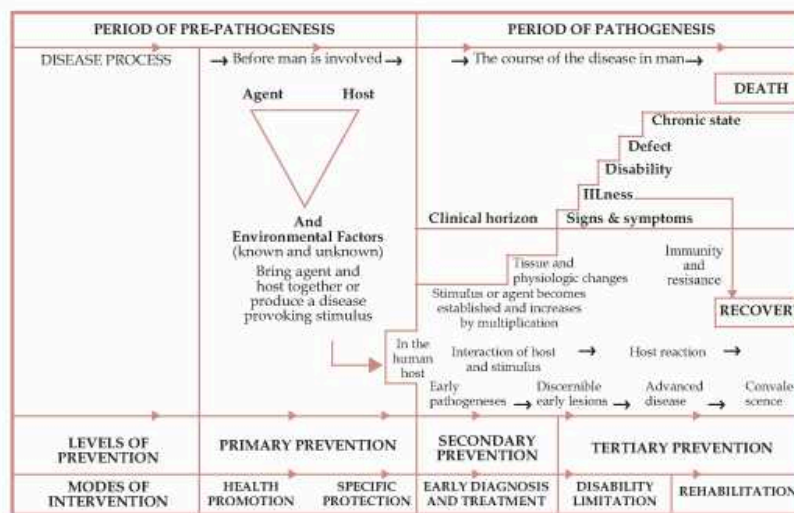 PERIOD OF PRE-PATHOGENESIS
PERIOD OF PATHOGENESIS
DISEASE PROCESS
→ Before man is involved →
→ The course of the disease in man →
DEATH
Agent Host
Chronic state
Defect
Disability
IILness
And
Environmental Factors
(known and unknown)
Bring agent and
host together or
produce a disease
provoking stimulus
Clinical horizon
Signs & symptoms
Tissue and
physiologic changes
Immunity
and
resisance
Stimulus or agent becomes
established and increases
by multiplication
RECOVERY
In the
human
host
Interaction of host
and stimulus
→ Host reaction →
Early
pathogeneses →
Discernible
early lesions →
Advanced
disease →
Convale
scence
LEVELS OF
PREVENTION
PRIMARY PREVENTION
SECONDARY
PREVENTION
TERTIARY PREVENTION
MODES OF
INTERVENTION
HEALTH
PROMOTION
SPECIFIC
PROTECTION
EARLY DIAGNOSIS
AND TREATMENT
DISABILITY
LIMITATION
REHABILITATION